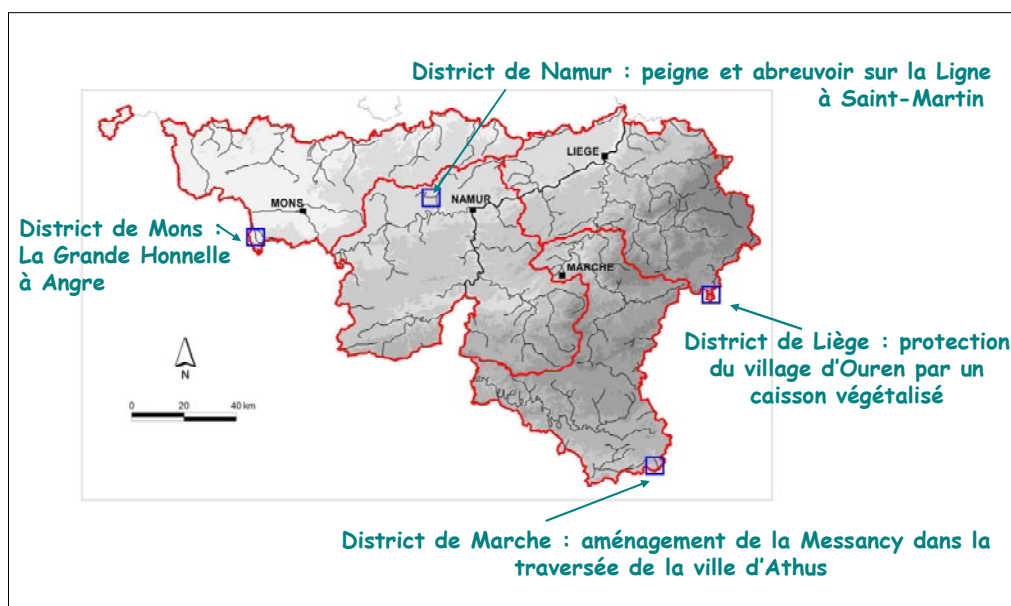 District de Namur : peigne et abreuvoir sur la Ligne
à Saint-Martin
LIEGE
MONS
NAMUR
District de Mons :
La Grande Honnelle
à Angre
MARCHE
District de Liège : protection
du village d'Ouren par un
caisson végétalisé
N
0 20 40 km
District de Marche : aménagement de la Messancy dans la
traversée de la ville d'Athus